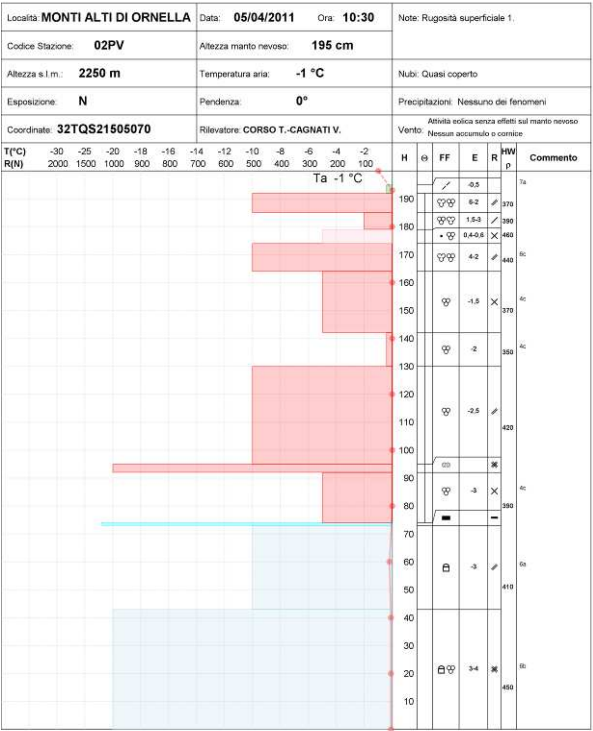 Località: MONTI ALTI DI ORNELLA Data: 05/04/2011 Ora: 10:30 Note: Rugosità superficiale 1.
Codice Stazione: 02PV Altezza manto nevoso: 195 cm
Altezza s.l.m.: 2250 m Temperatura aria: -1 °C Nubi: Quasi coperto
Esposizione: N Pendenza: 0° Precipitazioni: Nessuno dei fenomeni
Coordinate: 32TQS21505070 Rilevatore: CORSO T.-CAGNATI V. Vento: Attività eolica senza effetti sul manto nevoso
Nessun accumulo o cornice
T(°C) -30 -25 -20 -18 -16 -14 -12 -10 -8 -6 -4 -2 H Θ FF E R HW Commento
R(N) 2000 1500 1000 900 800 700 600 500 400 300 200 100 ρ
Ta -1 °C
-0,5 7a
190 6-2 370
1.5-3 390
180 0,4-0,6 460
170 4-2 440 6c
160
-1,5 4c
150 370
140
-2 350 4c
130
120
-2,5
110 420
100
90 -3 4c
80 390
70
60 -3 6a
50 410
40
30
20 3-4 6b
10 450